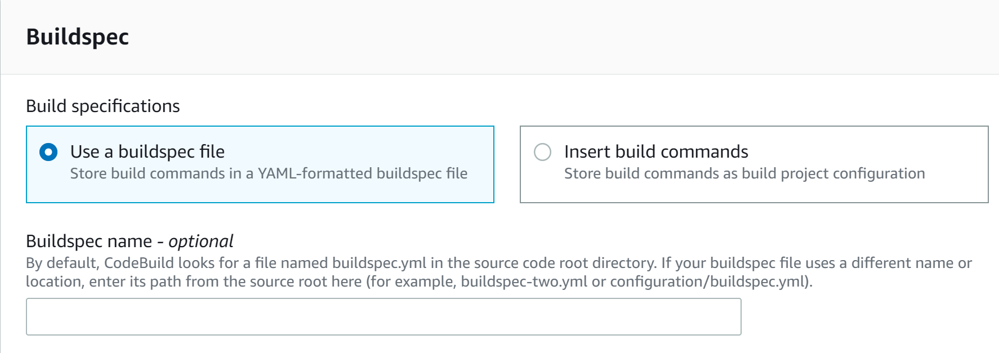 Buildspec
Build specifications
Use a buildspec file
Store build commands in a YAML-formatted buildspec file
Insert build commands
Store build commands as build project configuration
Buildspec name - optional
By default, CodeBuild looks for a file named buildspec.yml in the source code root directory. If your buildspec file uses a different name or
location, enter its path from the source root here (for example, buildspec-two.yml or configuration/buildspec.yml).